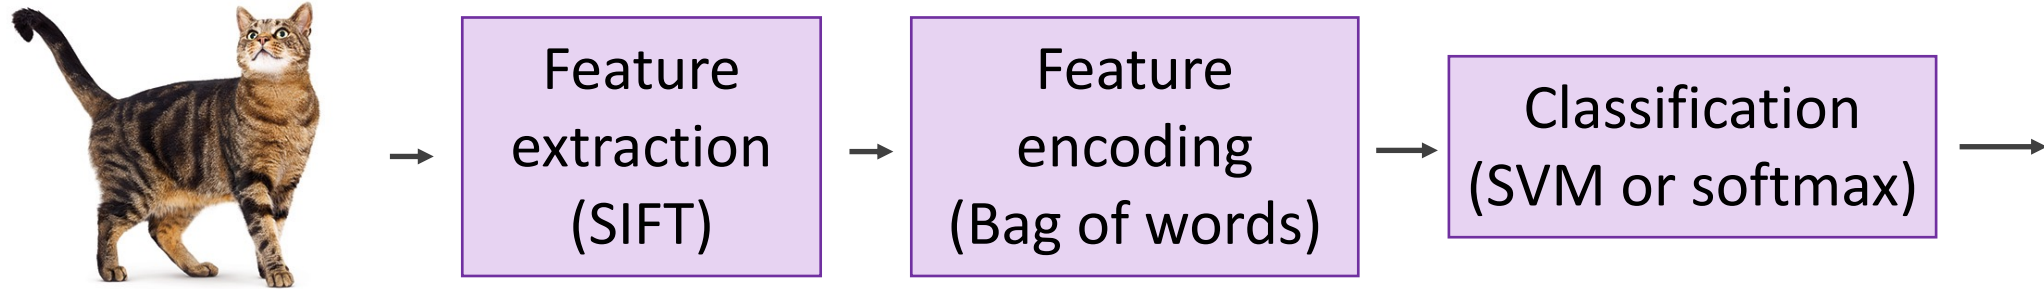 Feature
extraction
(SIFT)
Feature
encoding
(Bag of words)
Classification
(SVM or softmax)